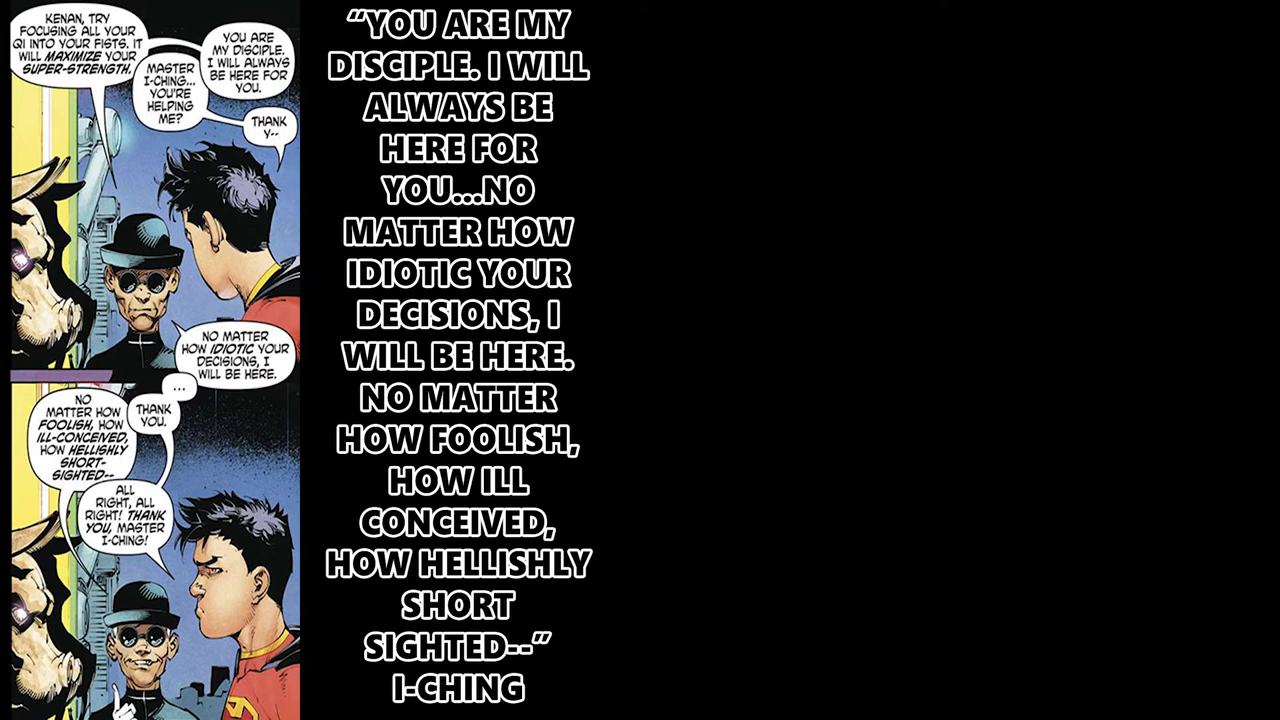 KENAN, TRY
FOCUSING ALL YOUR
QI INTO YOUR FISTS. IT
WILL MAXIMIZE YOUR
SUPER-STRENGTH.
MASTER
I-CHING...
YOU'RE
HELPING
ME?
YOU ARE
MY DISCIPLE.
I WILL ALWAYS
BE HERE FOR
YOU.
THANK
Y--
NO MATTER
HOW IDIOTIC YOUR
DECISIONS, I
WILL BE HERE.
...
THANK
YOU.
NO
MATTER HOW
FOOLISH, HOW
ILL-CONCEIVED,
HOW HELLISHLY
SHORT-
SIGHTED--
ALL
RIGHT, ALL
RIGHT! THANK
YOU, MASTER
I-CHING!
“YOU ARE MY
DISCIPLE. I WILL
ALWAYS BE
HERE FOR
YOU...NO
MATTER HOW
IDIOTIC YOUR
DECISIONS, I
WILL BE HERE.
NO MATTER
HOW FOOLISH,
HOW ILL
CONCEIVED,
HOW HELLISHLY
SHORT
SIGHTED--”
I-CHING